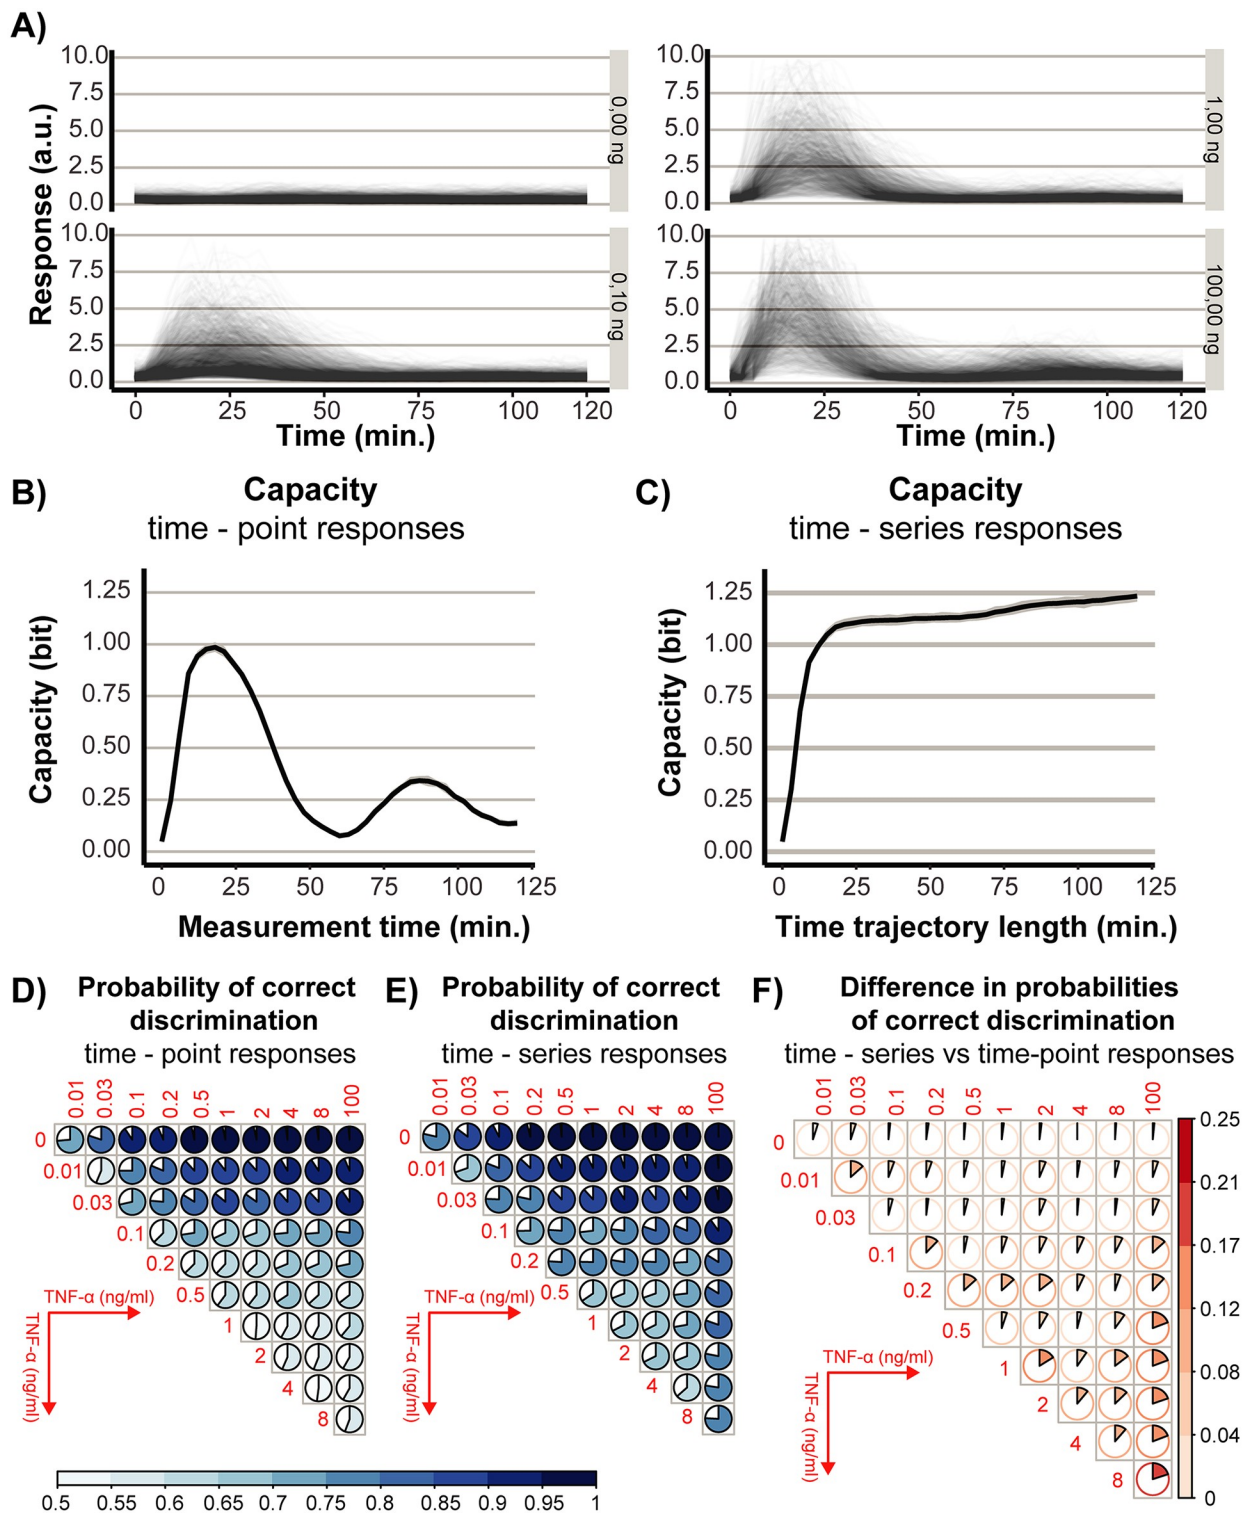 A)
Response (a.u.)
10.0
7.5
5.0
2.5
0.0
0,00 ng
10.0
7.5
5.0
2.5
0.0
1,00 ng
10.0
7.5
5.0
2.5
0.0
0,10 ng
10.0
7.5
5.0
2.5
0.0
100,00 ng
0 25 50 75 100 120
Time (min.)
0 25 50 75 100 120
Time (min.)
B) Capacity
time - point responses
Capacity (bit)
1.25
1.00
0.75
0.50
0.25
0.00
0 25 50 75 100 125
Measurement time (min.)
C) Capacity
time - series responses
Capacity (bit)
1.25
1.00
0.75
0.50
0.25
0.00
0 25 50 75 100 125
Time trajectory length (min.)
D) Probability of correct
discrimination
time - point responses
0.01 0.03 0.1 0.2 0.5 1 2 4 8 100
0
0.01
0.03
0.1
0.2
0.5
1
2
4
8
TNF-α (ng/ml)
TNF-α (ng/ml)
E) Probability of correct
discrimination
time - series responses
0.01 0.03 0.1 0.2 0.5 1 2 4 8 100
0
0.01
0.03
0.1
0.2
0.5
1
2
4
8
TNF-α (ng/ml)
TNF-α (ng/ml)
0.5 0.55 0.6 0.65 0.7 0.75 0.8 0.85 0.9 0.95 1
F) Difference in probabilities
of correct discrimination
time - series vs time-point responses
0.01 0.03 0.1 0.2 0.5 1 2 4 8 100
0
0.01
0.03
0.1
0.2
0.5
1
2
4
8
TNF-α (ng/ml)
TNF-α (ng/ml)
0.25
0.21
0.17
0.12
0.08
0.04
0